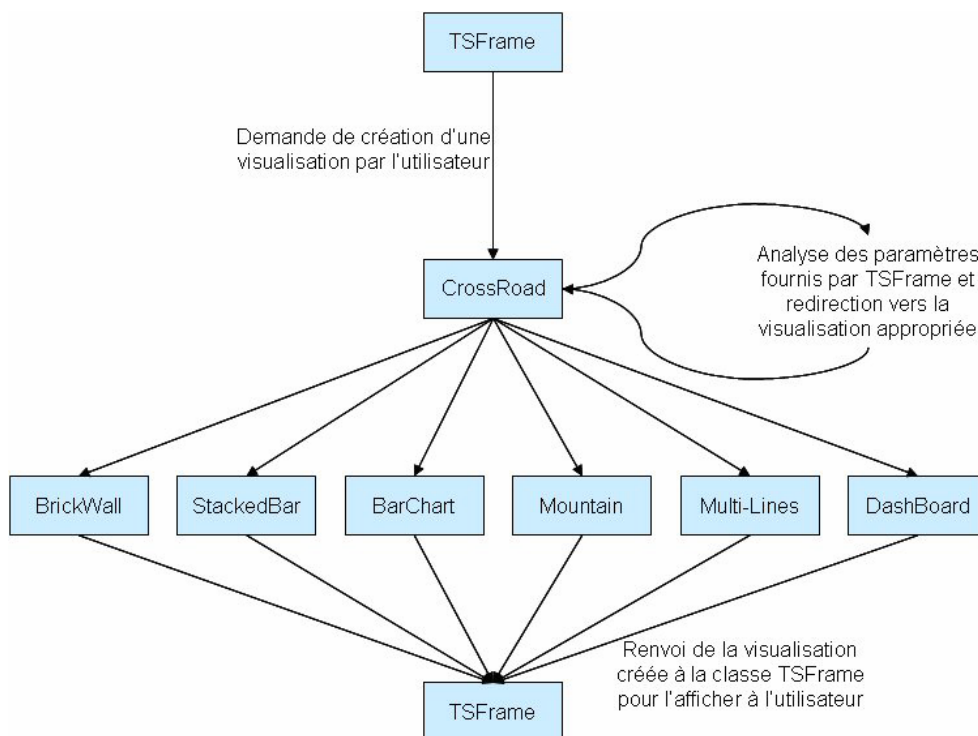 TSFrame
Demande de création d'une
visualisation par l'utilisateur
CrossRoad
Analyse des paramètres
fournis par TSFrame et
redirection vers la
visualisation appropriée
BrickWall
StackedBar
BarChart
Mountain
Multi-Lines
DashBoard
Renvoi de la visualisation
créée à la classe TSFrame
pour l'afficher à l'utilisateur
TSFrame